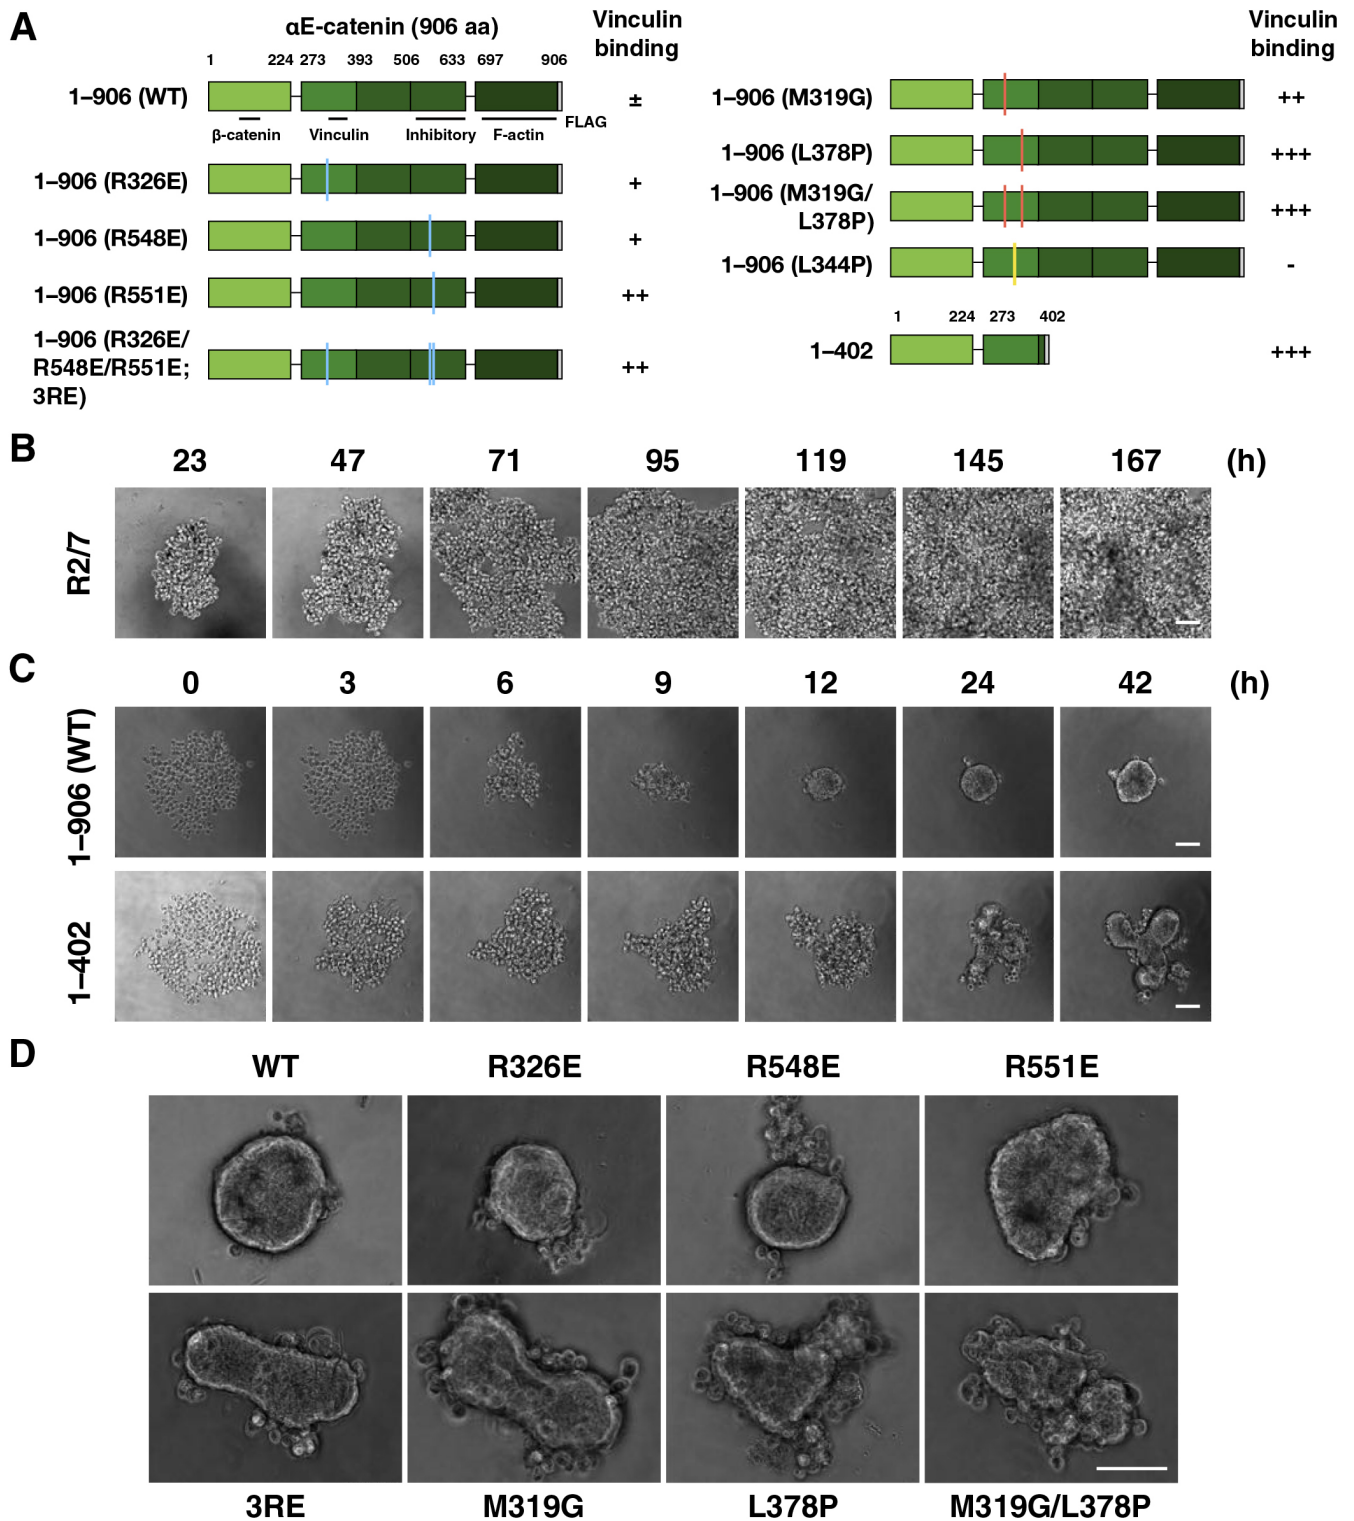 A
αE-catenin (906 aa)
Vinculin
binding
1 224 273 393 506 633 697 906
1–906 (WT)
±
FLAG
β-catenin Vinculin Inhibitory F-actin
1–906 (R326E)
+
1–906 (R548E)
+
1–906 (R551E)
++
1–906 (R326E/
R548E/R551E;
3RE)
++
Vinculin
binding
1–906 (M319G)
++
1–906 (L378P)
+++
1–906 (M319G/
L378P)
+++
1–906 (L344P)
-
1 224 273 402
1–402
+++
B
23 47 71 95 119 145 167 (h)
R2/7
C
0 3 6 9 12 24 42 (h)
1–906 (WT)
1–402
D
WT R326E R548E R551E
3RE M319G L378P M319G/L378P